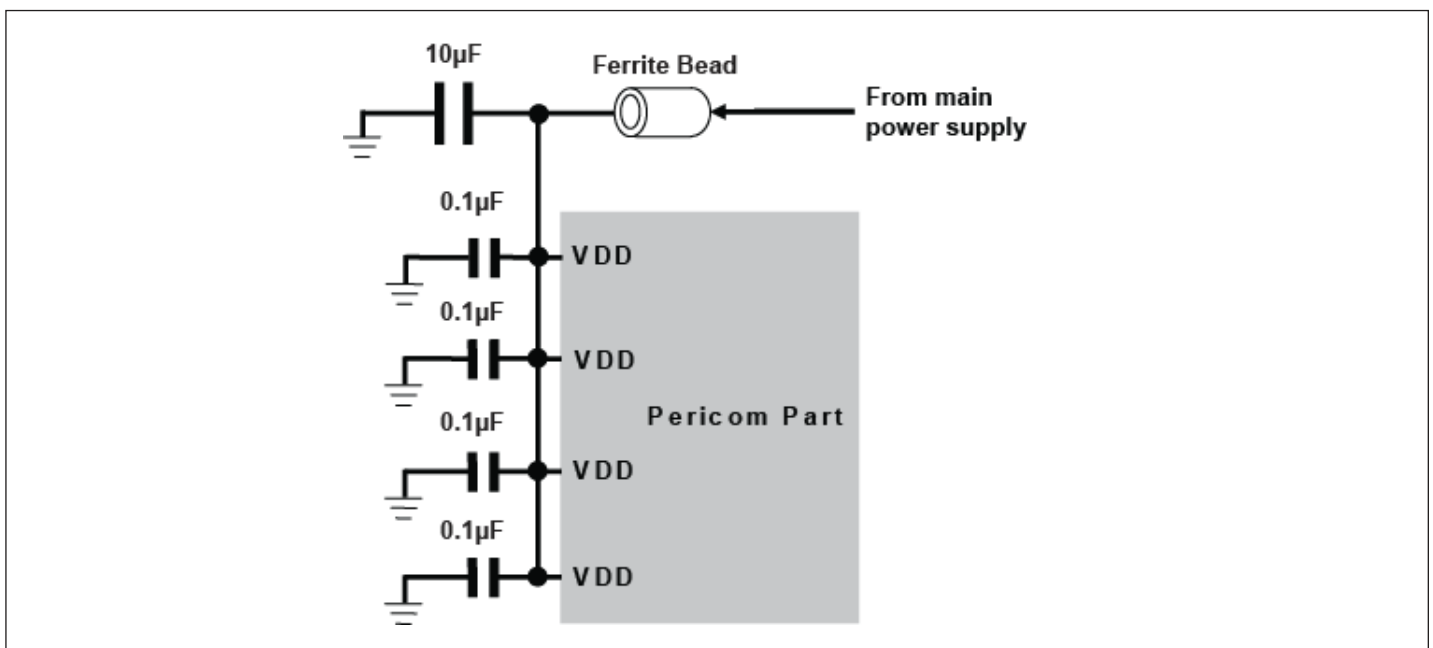 10µF
Ferrite Bead
From main
power supply
0.1µF
VDD
0.1µF
VDD
Pericom Part
0.1µF
VDD
0.1µF
VDD